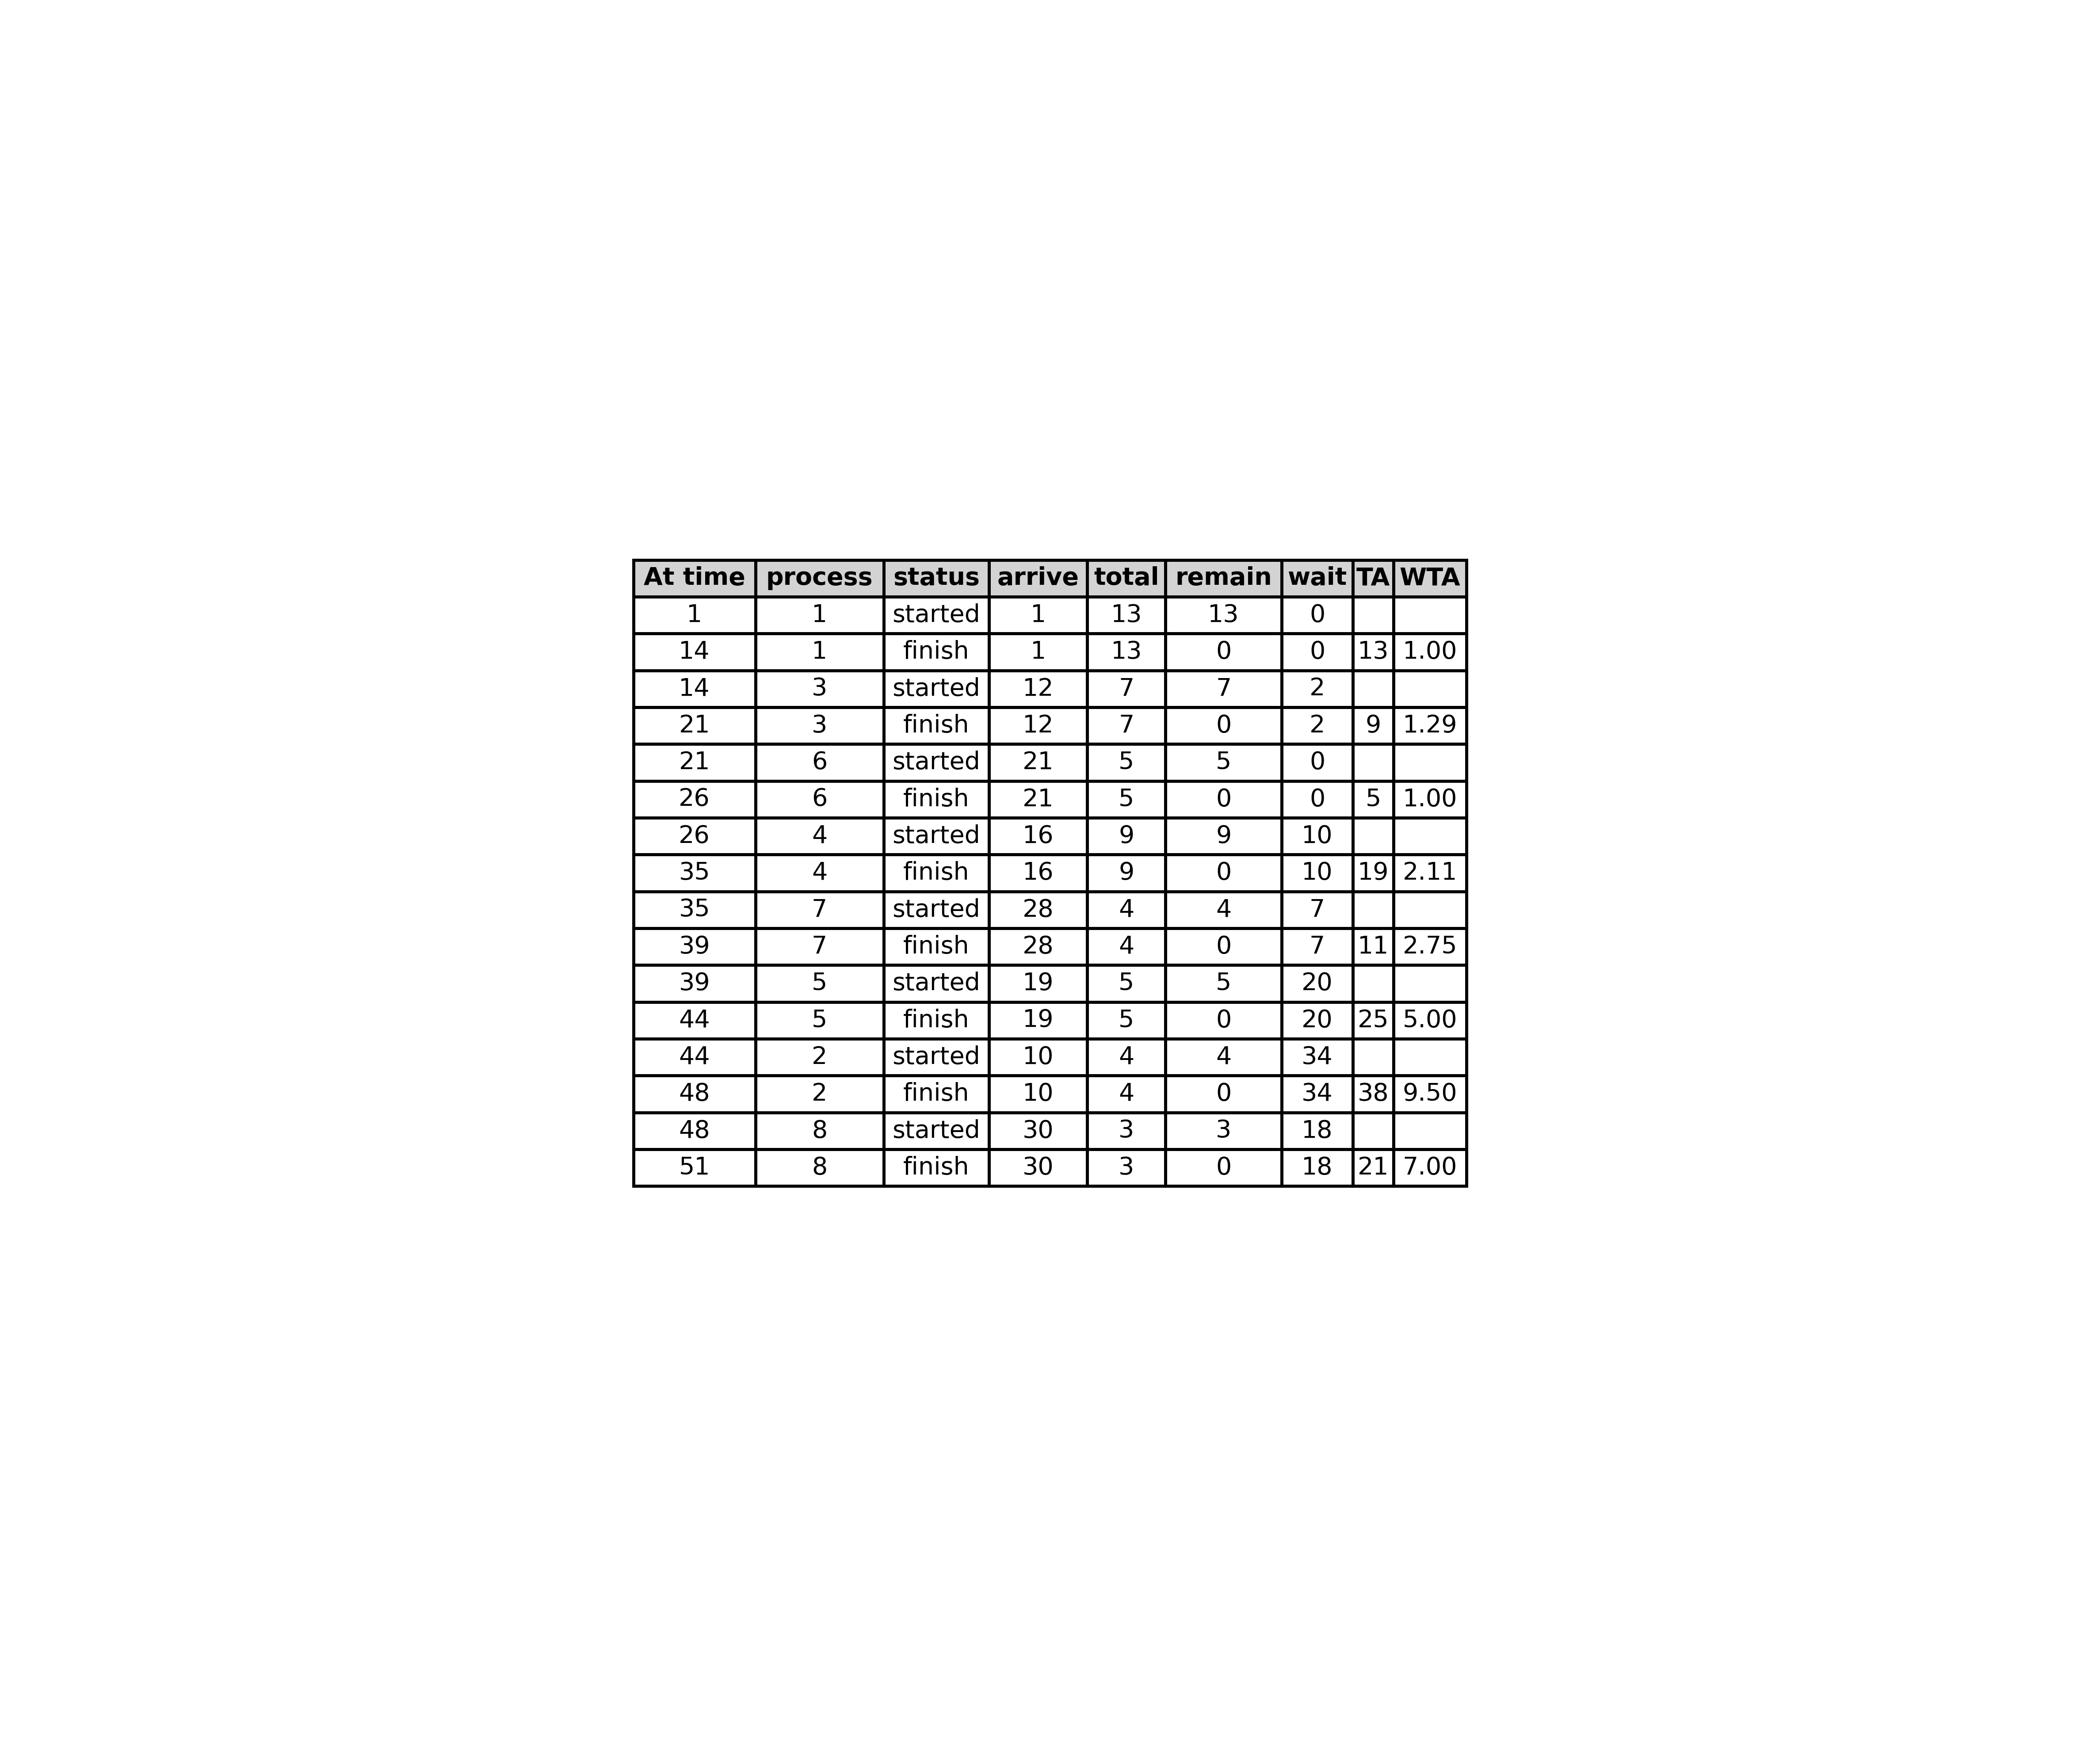 At time process status arrive total remain wait TA WTA
1 1 started 1 13 13 0
14 1 finish 1 13 0 0 13 1.00
14 3 started 12 7 7 2
21 3 finish 12 7 0 2 9 1.29
21 6 started 21 5 5 0
26 6 finish 21 5 0 0 5 1.00
26 4 started 16 9 9 10
35 4 finish 16 9 0 10 19 2.11
35 7 started 28 4 4 7
39 7 finish 28 4 0 7 11 2.75
39 5 started 19 5 5 20
44 5 finish 19 5 0 20 25 5.00
44 2 started 10 4 4 34
48 2 finish 10 4 0 34 38 9.50
48 8 started 30 3 3 18
51 8 finish 30 3 0 18 21 7.00